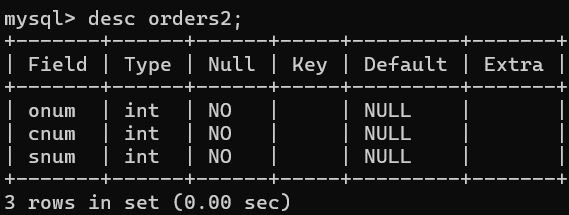 mysql> desc orders2;
+-------+------+------+-----+---------+-------+
| Field | Type | Null | Key | Default | Extra |
+-------+------+------+-----+---------+-------+
| onum  | int  | NO   |     | NULL    |       |
| cnum  | int  | NO   |     | NULL    |       |
| snum  | int  | NO   |     | NULL    |       |
+-------+------+------+-----+---------+-------+
3 rows in set (0.00 sec)